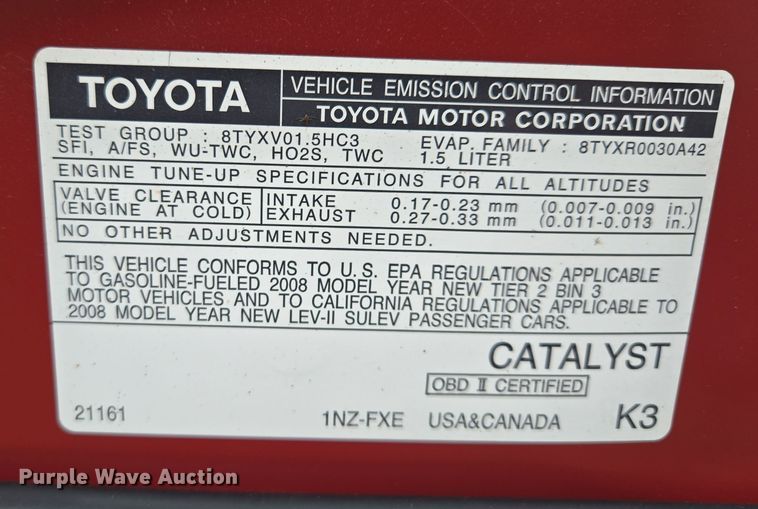 TOYOTA
VEHICLE EMISSION CONTROL INFORMATION
TOYOTA MOTOR CORPORATION
TEST GROUP : 8TYXV01.5HC3 EVAP. FAMILY : 8TYXR0030A42
SFI, A/FS, WU-TWC, HO2S, TWC 1.5 LITER
ENGINE TUNE-UP SPECIFICATIONS FOR ALL ALTITUDES
VALVE CLEARANCE INTAKE 0.17-0.23 mm (0.007-0.009 in.)
(ENGINE AT COLD) EXHAUST 0.27-0.33 mm (0.011-0.013 in.)
NO OTHER ADJUSTMENTS NEEDED.
THIS VEHICLE CONFORMS TO U.S. EPA REGULATIONS APPLICABLE
TO GASOLINE-FUELED 2008 MODEL YEAR NEW TIER 2 BIN 3
MOTOR VEHICLES AND TO CALIFORNIA REGULATIONS APPLICABLE TO
2008 MODEL YEAR NEW LEV-II SULEV PASSENGER CARS.
CATALYST
OBD II CERTIFIED
21161 1NZ-FXE USA&CANADA K3
Purple Wave Auction